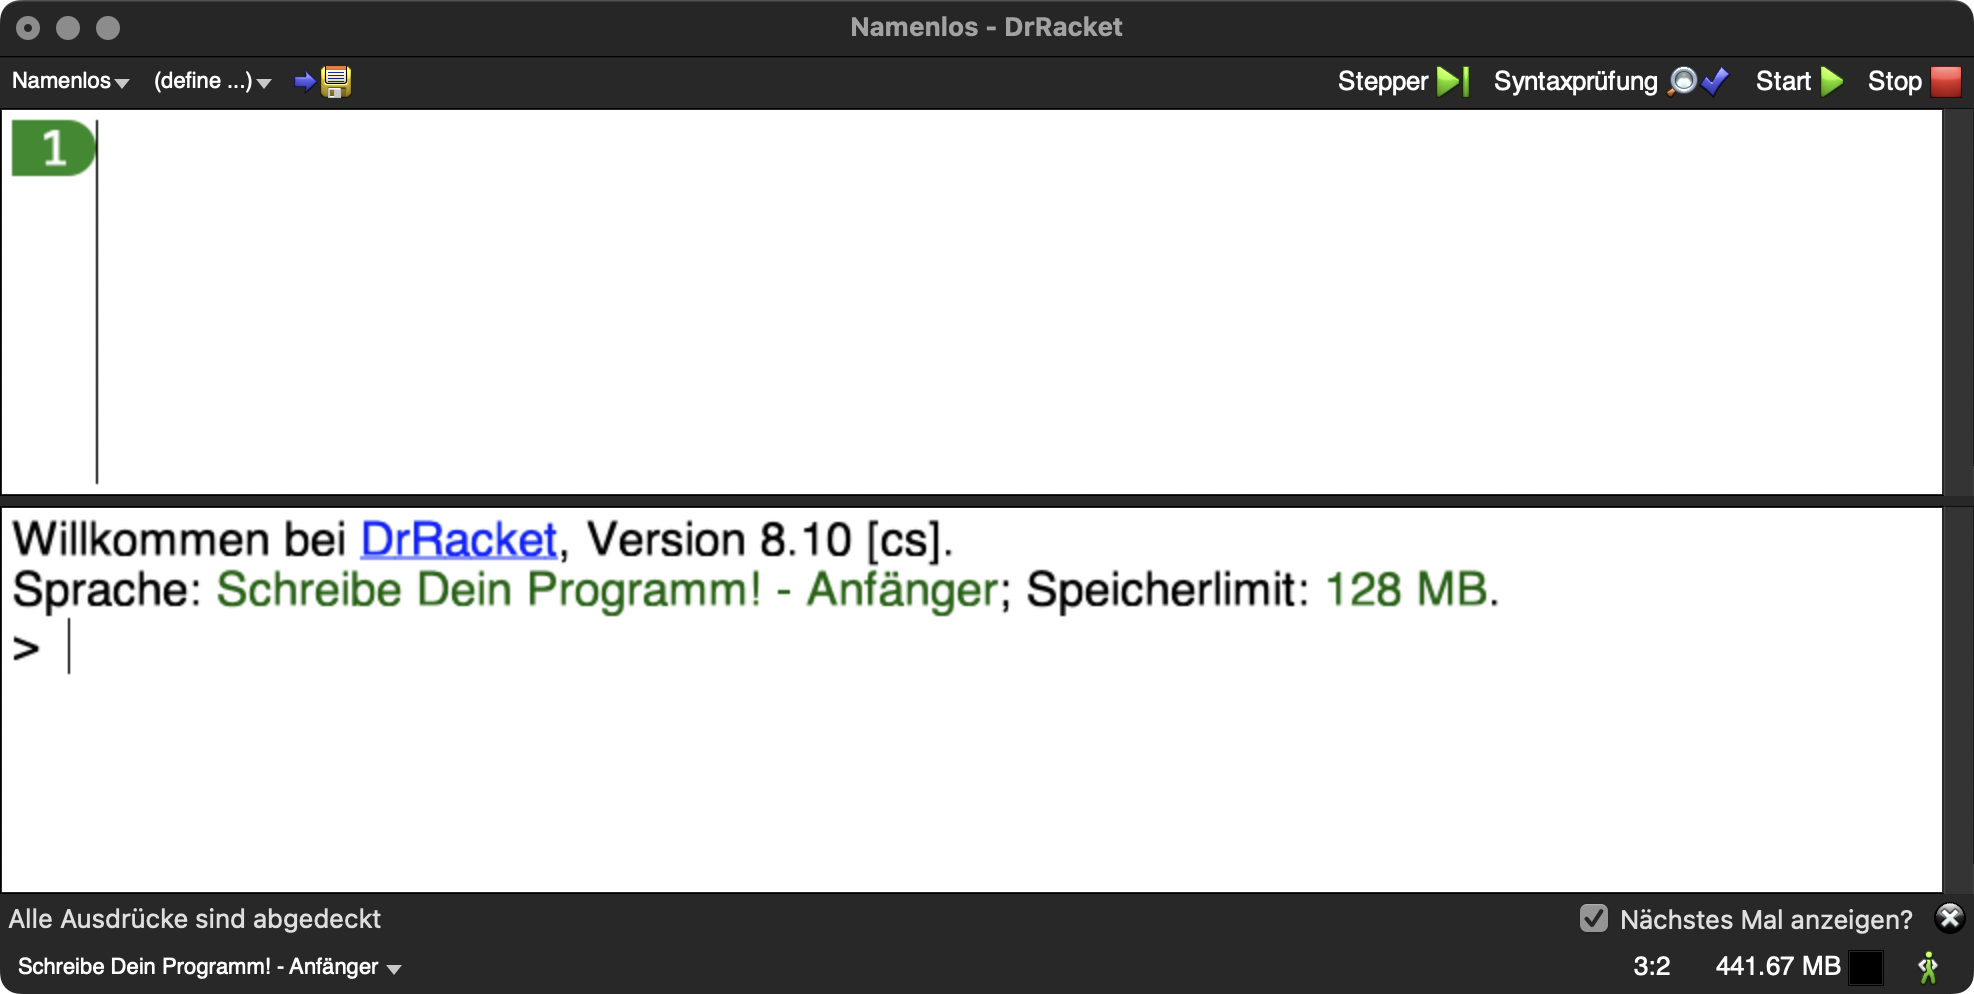 Namenlos - DrRacket
Namenlos (define ...) Stepper Syntaxprüfung Start Stop
1
Willkommen bei DrRacket, Version 8.10 [cs].
Sprache: Schreibe Dein Programm! - Anfänger; Speicherlimit: 128 MB.
>
Alle Ausdrücke sind abgedeckt Nächstes Mal anzeigen?
Schreibe Dein Programm! - Anfänger 3:2 441.67 MB